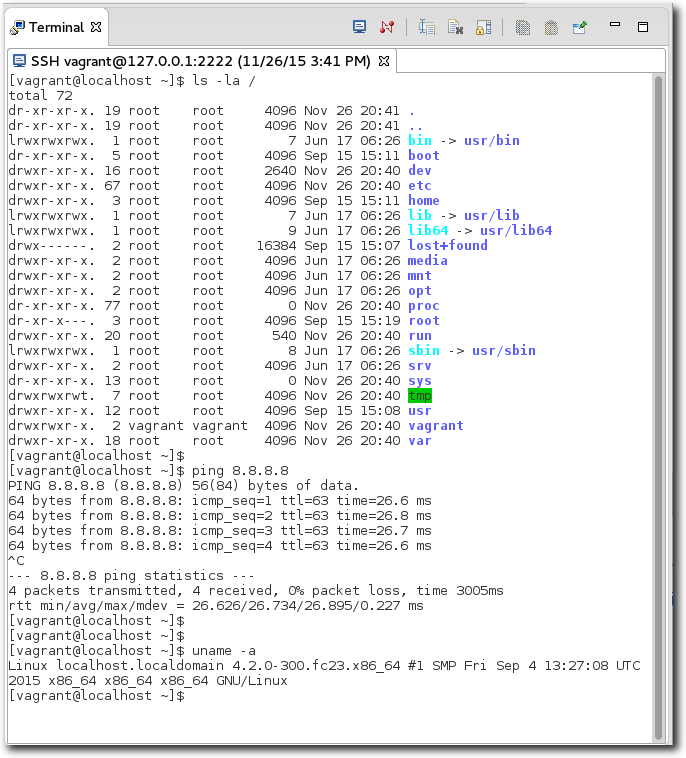 Terminal
SSH vagrant@127.0.0.1:2222 (11/26/15 3:41 PM)
[vagrant@localhost ~]$ ls -la /
total 72
dr-xr-xr-x. 19 root    root     4096 Nov 26 20:41 .
dr-xr-xr-x. 19 root    root     4096 Nov 26 20:41 ..
lrwxrwxrwx.  1 root    root        7 Jun 17 06:26 bin -> usr/bin
dr-xr-xr-x.  5 root    root     4096 Sep 15 15:11 boot
drwxr-xr-x. 16 root    root     2640 Nov 26 20:40 dev
drwxr-xr-x. 67 root    root     4096 Nov 26 20:40 etc
drwxr-xr-x.  3 root    root     4096 Sep 15 15:11 home
lrwxrwxrwx.  1 root    root        7 Jun 17 06:26 lib -> usr/lib
lrwxrwxrwx.  1 root    root        9 Jun 17 06:26 lib64 -> usr/lib64
drwx------.  2 root    root    16384 Sep 15 15:07 lost+found
drwxr-xr-x.  2 root    root     4096 Jun 17 06:26 media
drwxr-xr-x.  2 root    root     4096 Jun 17 06:26 mnt
drwxr-xr-x.  2 root    root     4096 Jun 17 06:26 opt
dr-xr-xr-x. 77 root    root        0 Nov 26 20:40 proc
dr-xr-x---.  3 root    root     4096 Sep 15 15:19 root
drwxr-xr-x. 20 root    root      540 Nov 26 20:40 run
lrwxrwxrwx.  1 root    root        8 Jun 17 06:26 sbin -> usr/sbin
drwxr-xr-x.  2 root    root     4096 Jun 17 06:26 srv
dr-xr-xr-x. 13 root    root        0 Nov 26 20:40 sys
drwxrwxrwt.  7 root    root     4096 Nov 26 20:40 tmp
drwxr-xr-x. 12 root    root     4096 Sep 15 15:08 usr
drwxrwxr-x.  2 vagrant vagrant  4096 Nov 26 20:40 vagrant
drwxr-xr-x. 18 root    root     4096 Nov 26 20:40 var
[vagrant@localhost ~]$
[vagrant@localhost ~]$ ping 8.8.8.8
PING 8.8.8.8 (8.8.8.8) 56(84) bytes of data.
64 bytes from 8.8.8.8: icmp_seq=1 ttl=63 time=26.6 ms
64 bytes from 8.8.8.8: icmp_seq=2 ttl=63 time=26.8 ms
64 bytes from 8.8.8.8: icmp_seq=3 ttl=63 time=26.7 ms
64 bytes from 8.8.8.8: icmp_seq=4 ttl=63 time=26.6 ms
^C
--- 8.8.8.8 ping statistics ---
4 packets transmitted, 4 received, 0% packet loss, time 3005ms
rtt min/avg/max/mdev = 26.626/26.734/26.895/0.227 ms
[vagrant@localhost ~]$
[vagrant@localhost ~]$
[vagrant@localhost ~]$ uname -a
Linux localhost.localdomain 4.2.0-300.fc23.x86_64 #1 SMP Fri Sep 4 13:27:08 UTC
2015 x86_64 x86_64 x86_64 GNU/Linux
[vagrant@localhost ~]$